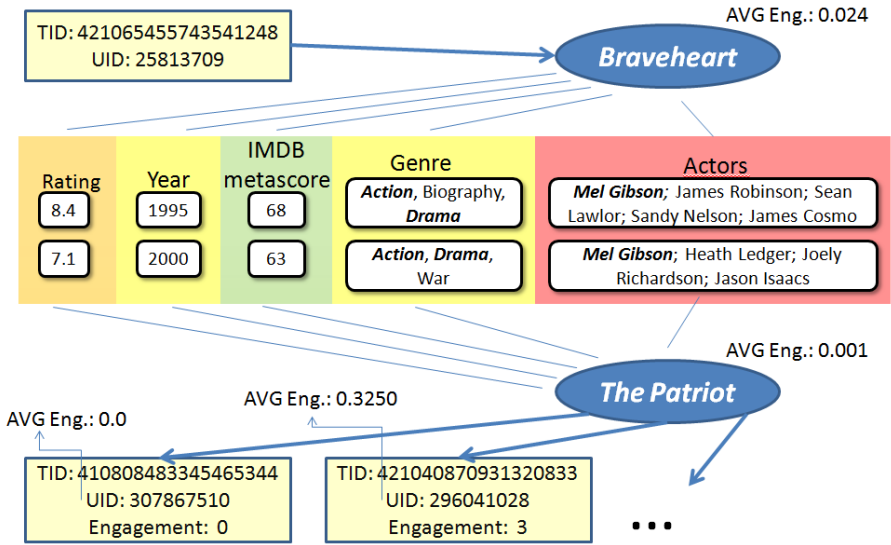 AVG Eng.: 0.024
TID: 421065455743541248
UID: 25813709
Braveheart
Rating
Year
IMDB
metascore
Genre
Actors
8.4
1995
68
Action, Biography,
Drama
Mel Gibson; James Robinson; Sean
Lawlor; Sandy Nelson; James Cosmo
7.1
2000
63
Action, Drama,
War
Mel Gibson; Heath Ledger; Joely
Richardson; Jason Isaacs
AVG Eng.: 0.001
The Patriot
AVG Eng.: 0.0
AVG Eng.: 0.3250
TID: 410808483345465344
UID: 307867510
Engagement: 0
TID: 421040870931320833
UID: 296041028
Engagement: 3
...